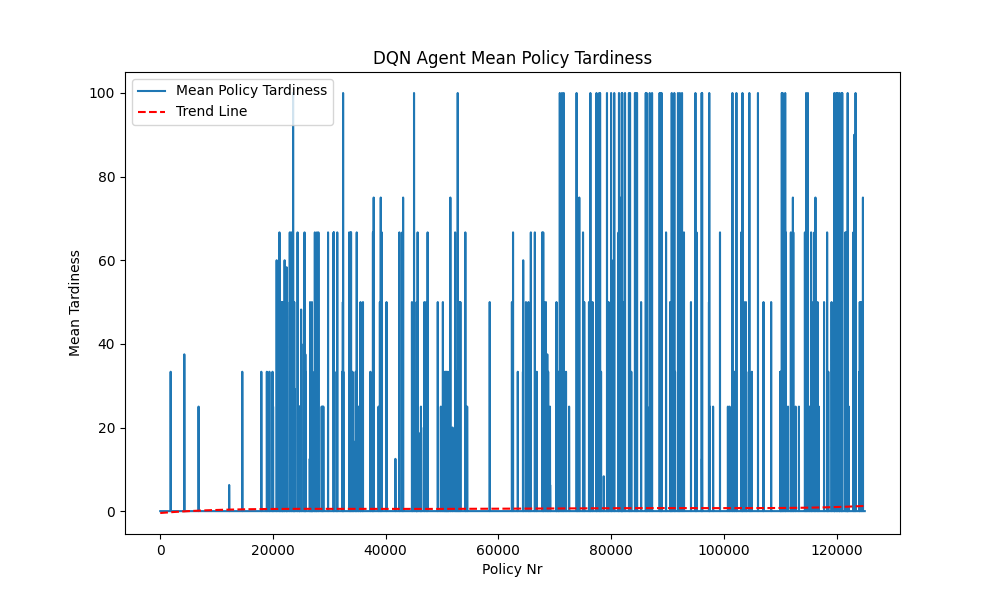 DQN Agent Mean Policy Tardiness
Mean Policy Tardiness
Trend Line
100
80
60
40
20
0
Mean Tardiness
0 20000 40000 60000 80000 100000 120000
Policy Nr